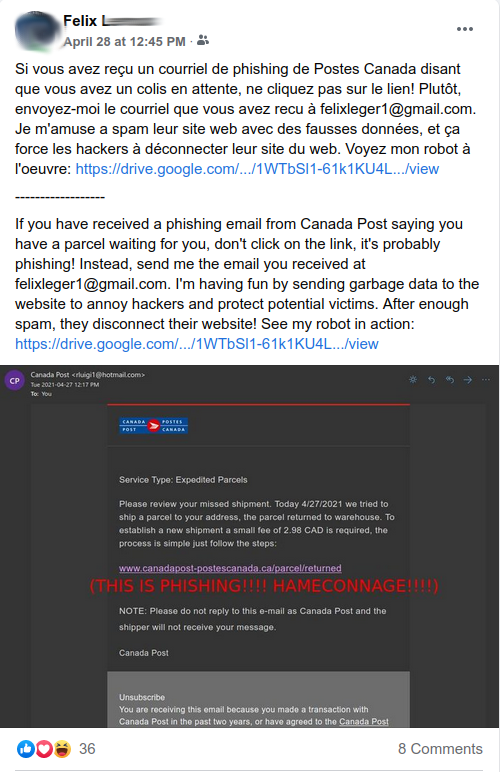 Felix L
April 28 at 12:45 PM ·
Si vous avez reçu un courriel de phishing de Postes Canada disant
que vous avez un colis en attente, ne cliquez pas sur le lien! Plutôt,
envoyez-moi le courriel que vous avez recu à felixleger1@gmail.com.
Je m'amuse a spam leur site web avec des fausses données, et ça
force les hackers à déconnecter leur site du web. Voyez mon robot à
l'oeuvre: https://drive.google.com/.../1WTbSl1-61k1KU4L.../view
------------------
If you have received a phishing email from Canada Post saying you
have a parcel waiting for you, don't click on the link, it's probably
phishing! Instead, send me the email you received at
felixleger1@gmail.com. I'm having fun by sending garbage data to the
website to annoy hackers and protect potential victims. After enough
spam, they disconnect their website! See my robot in action:
https://drive.google.com/.../1WTbSl1-61k1KU4L.../view
CP
Canada Post <rluigi1@hotmail.com>
Tue 2021-04-27 12:17 PM
To: You
CANADA POSTES
POST CANADA
Service Type: Expedited Parcels
Please review your missed shipment. Today 4/27/2021 we tried to
ship a parcel to your address, the parcel returned to warehouse. To
establish a new shipment a small fee of 2.98 CAD is required, the
process is simple just follow the steps:
www.canadapost-postescanada.ca/parcel/returned
(THIS IS PHISHING!!!! HAMECONNAGE!!!!)
NOTE: Please do not reply to this e-mail as Canada Post and the
shipper will not receive your message.
Canada Post
Unsubscribe
You are receiving this email because you made a transaction with
Canada Post in the past two years, or have agreed to the Canada Post
36
8 Comments